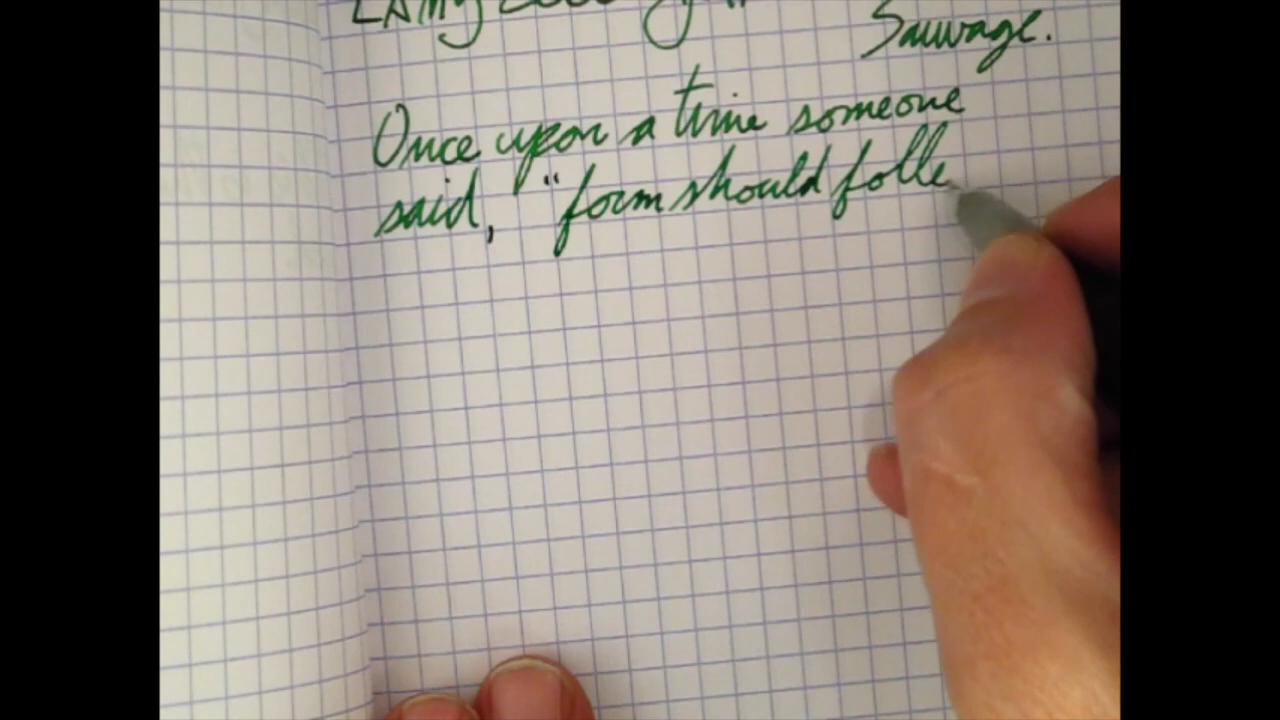 Sauvage.
Once upon a time someone
said, "form should folle